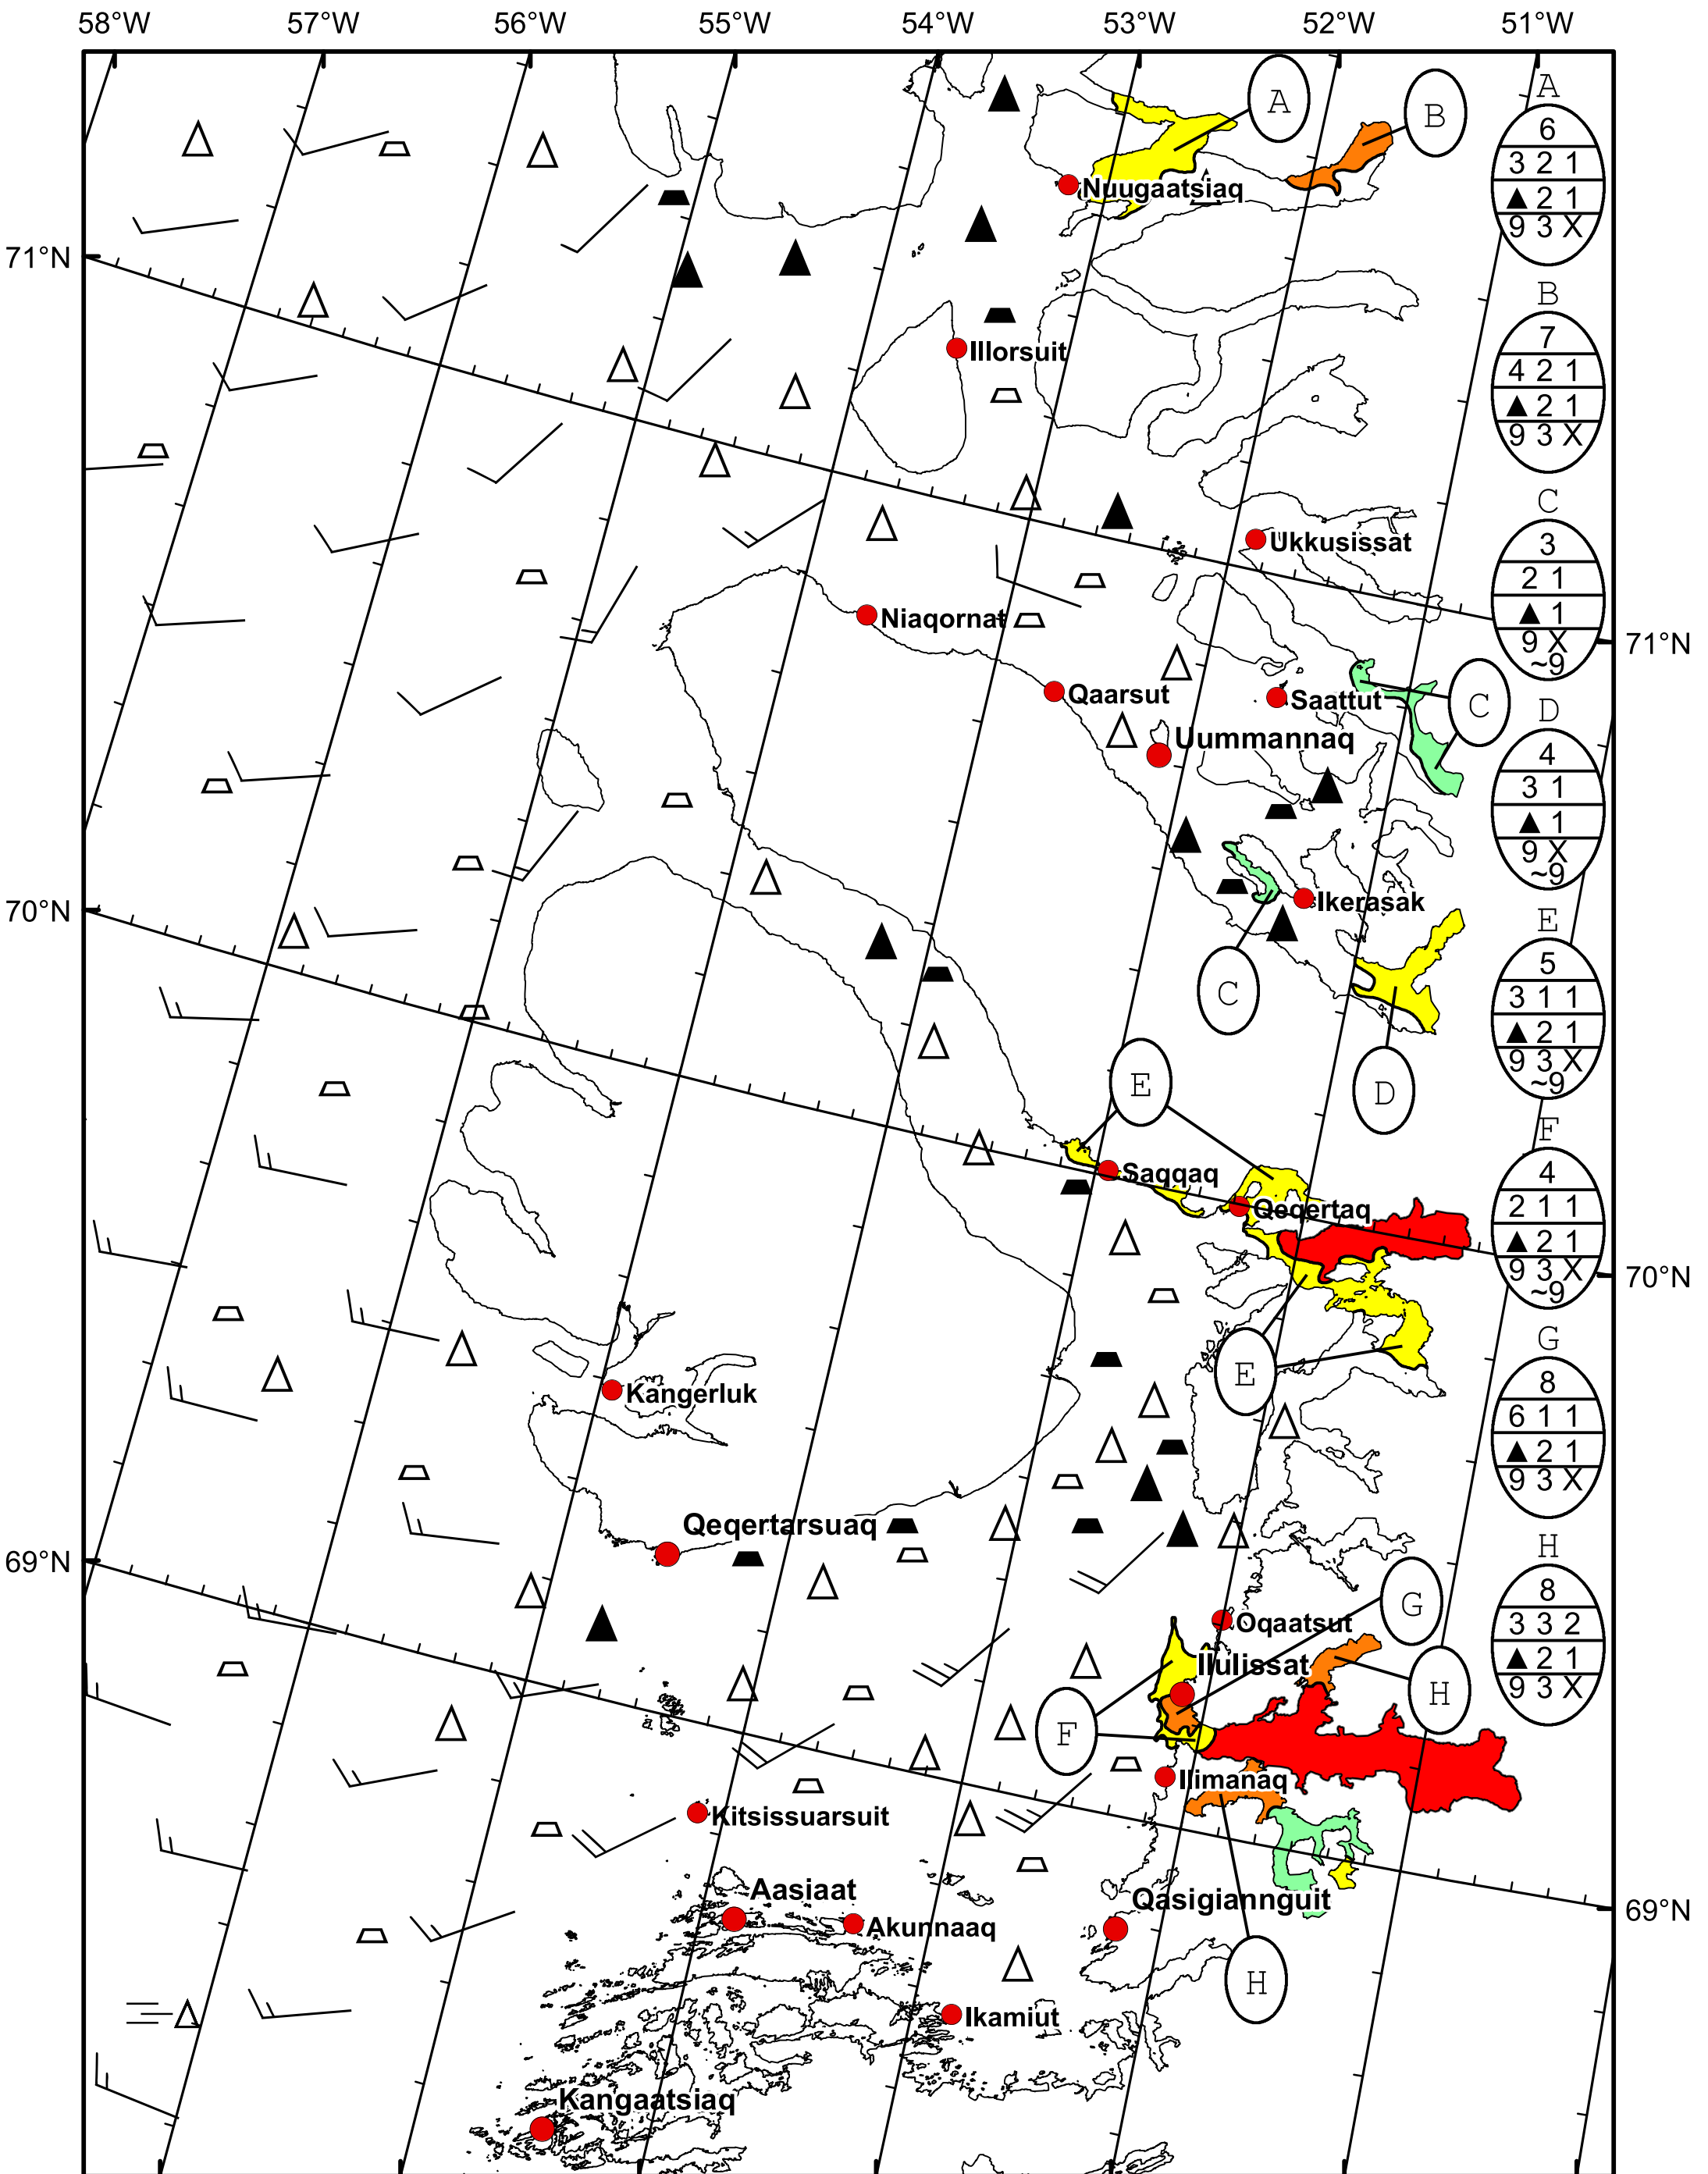 58°W 57°W 56°W 55°W 54°W 53°W 52°W 51°W
A
6
3 2 1
▲ 2 1
9 3 X
A
B
Nuugaatsiaq
71°N
B
7
4 2 1
▲ 2 1
9 3 X
Illorsuit
C
3
2 1
▲ 1
9 X
~9
Ukkusissat
Niaqornat
71°N
Qaarsut
Saattut
C
Uummannaq
D
4
3 1
▲ 1
9 X
~9
70°N
Ikerasak
C
D
E
5
3 1 1
▲ 2 1
9 3 X
~9
E
Saqqaq
Qeqertaq
F
4
2 1 1
▲ 2 1
9 3 X
~9
70°N
E
Kangerluk
G
8
6 1 1
▲ 2 1
9 3 X
Qeqertarsuaq
69°N
H
8
3 3 2
▲ 2 1
9 3 X
G
Oqaatsut
Ilulissat
H
F
Ilimanaq
Kitsissuarsuit
Aasiaat
Qasigiannguit
69°N
Akunnaaq
H
Ikamiut
Kangaatsiaq